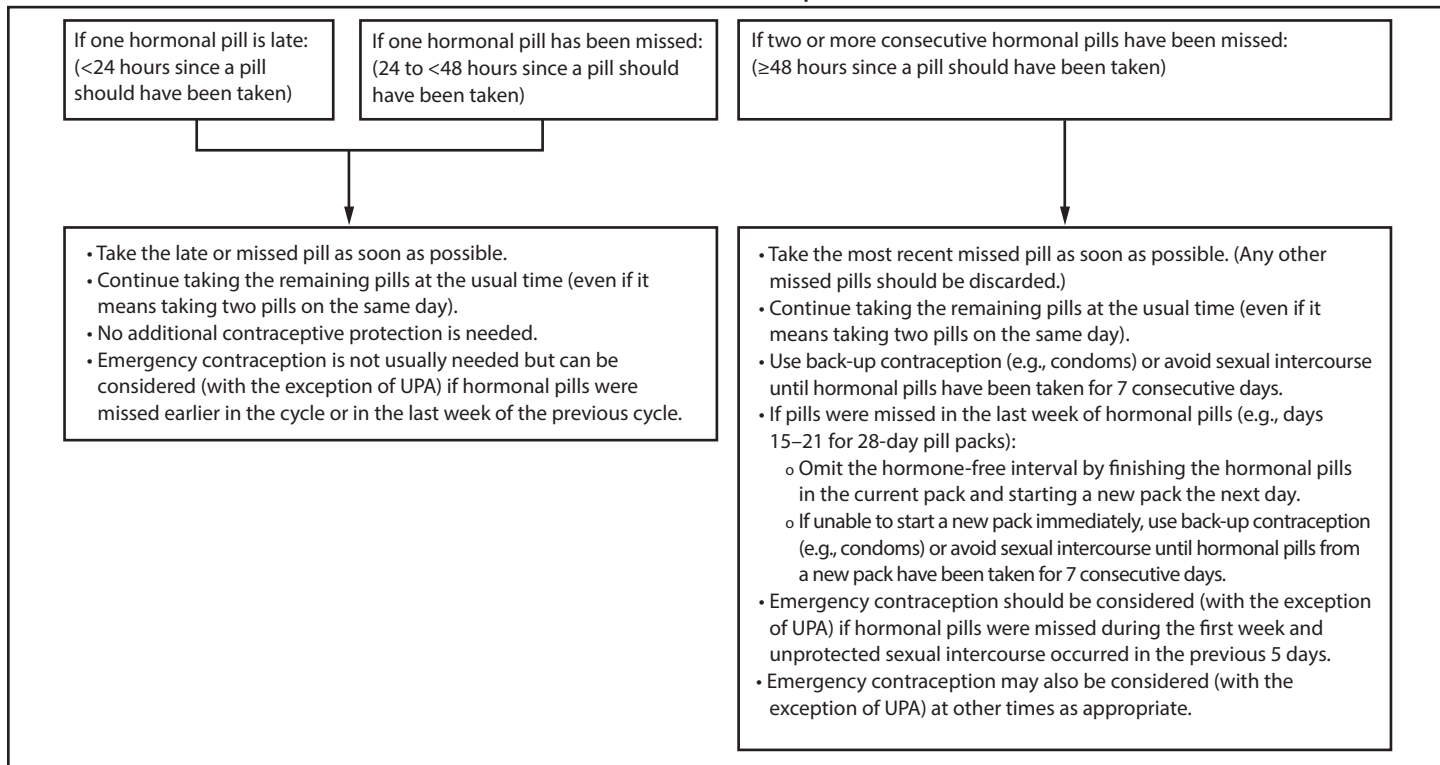 If one hormonal pill is late:
(<24 hours since a pill
should have been taken)
If one hormonal pill has been missed:
(24 to <48 hours since a pill should
have been taken)
If two or more consecutive hormonal pills have been missed:
(≥48 hours since a pill should have been taken)
• Take the late or missed pill as soon as possible.
• Continue taking the remaining pills at the usual time (even if it
means taking two pills on the same day).
• No additional contraceptive protection is needed.
• Emergency contraception is not usually needed but can be
considered (with the exception of UPA) if hormonal pills were
missed earlier in the cycle or in the last week of the previous cycle.
• Take the most recent missed pill as soon as possible. (Any other
missed pills should be discarded.)
• Continue taking the remaining pills at the usual time (even if it
means taking two pills on the same day).
• Use back-up contraception (e.g., condoms) or avoid sexual intercourse
until hormonal pills have been taken for 7 consecutive days.
• If pills were missed in the last week of hormonal pills (e.g., days
15–21 for 28-day pill packs):
o Omit the hormone-free interval by finishing the hormonal pills
in the current pack and starting a new pack the next day.
o If unable to start a new pack immediately, use back-up contraception
(e.g., condoms) or avoid sexual intercourse until hormonal pills from
a new pack have been taken for 7 consecutive days.
• Emergency contraception should be considered (with the exception
of UPA) if hormonal pills were missed during the first week and
unprotected sexual intercourse occurred in the previous 5 days.
• Emergency contraception may also be considered (with the
exception of UPA) at other times as appropriate.